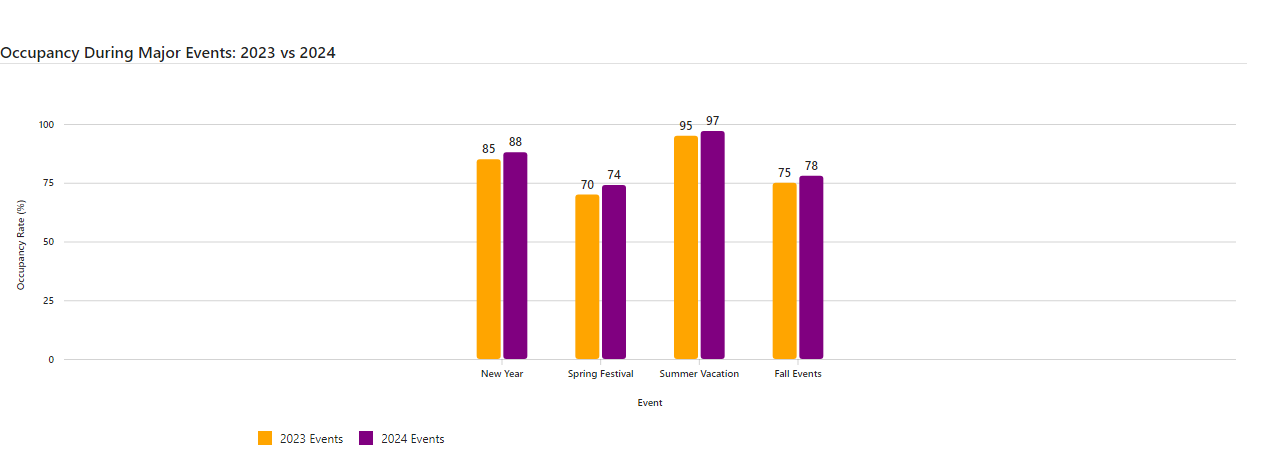 Occupancy During Major Events: 2023 vs 2024
100
75
50
25
0
Occupancy Rate (%)
85 88
70 74
95 97
75 78
New Year Spring Festival Summer Vacation Fall Events
Event
2023 Events 2024 Events